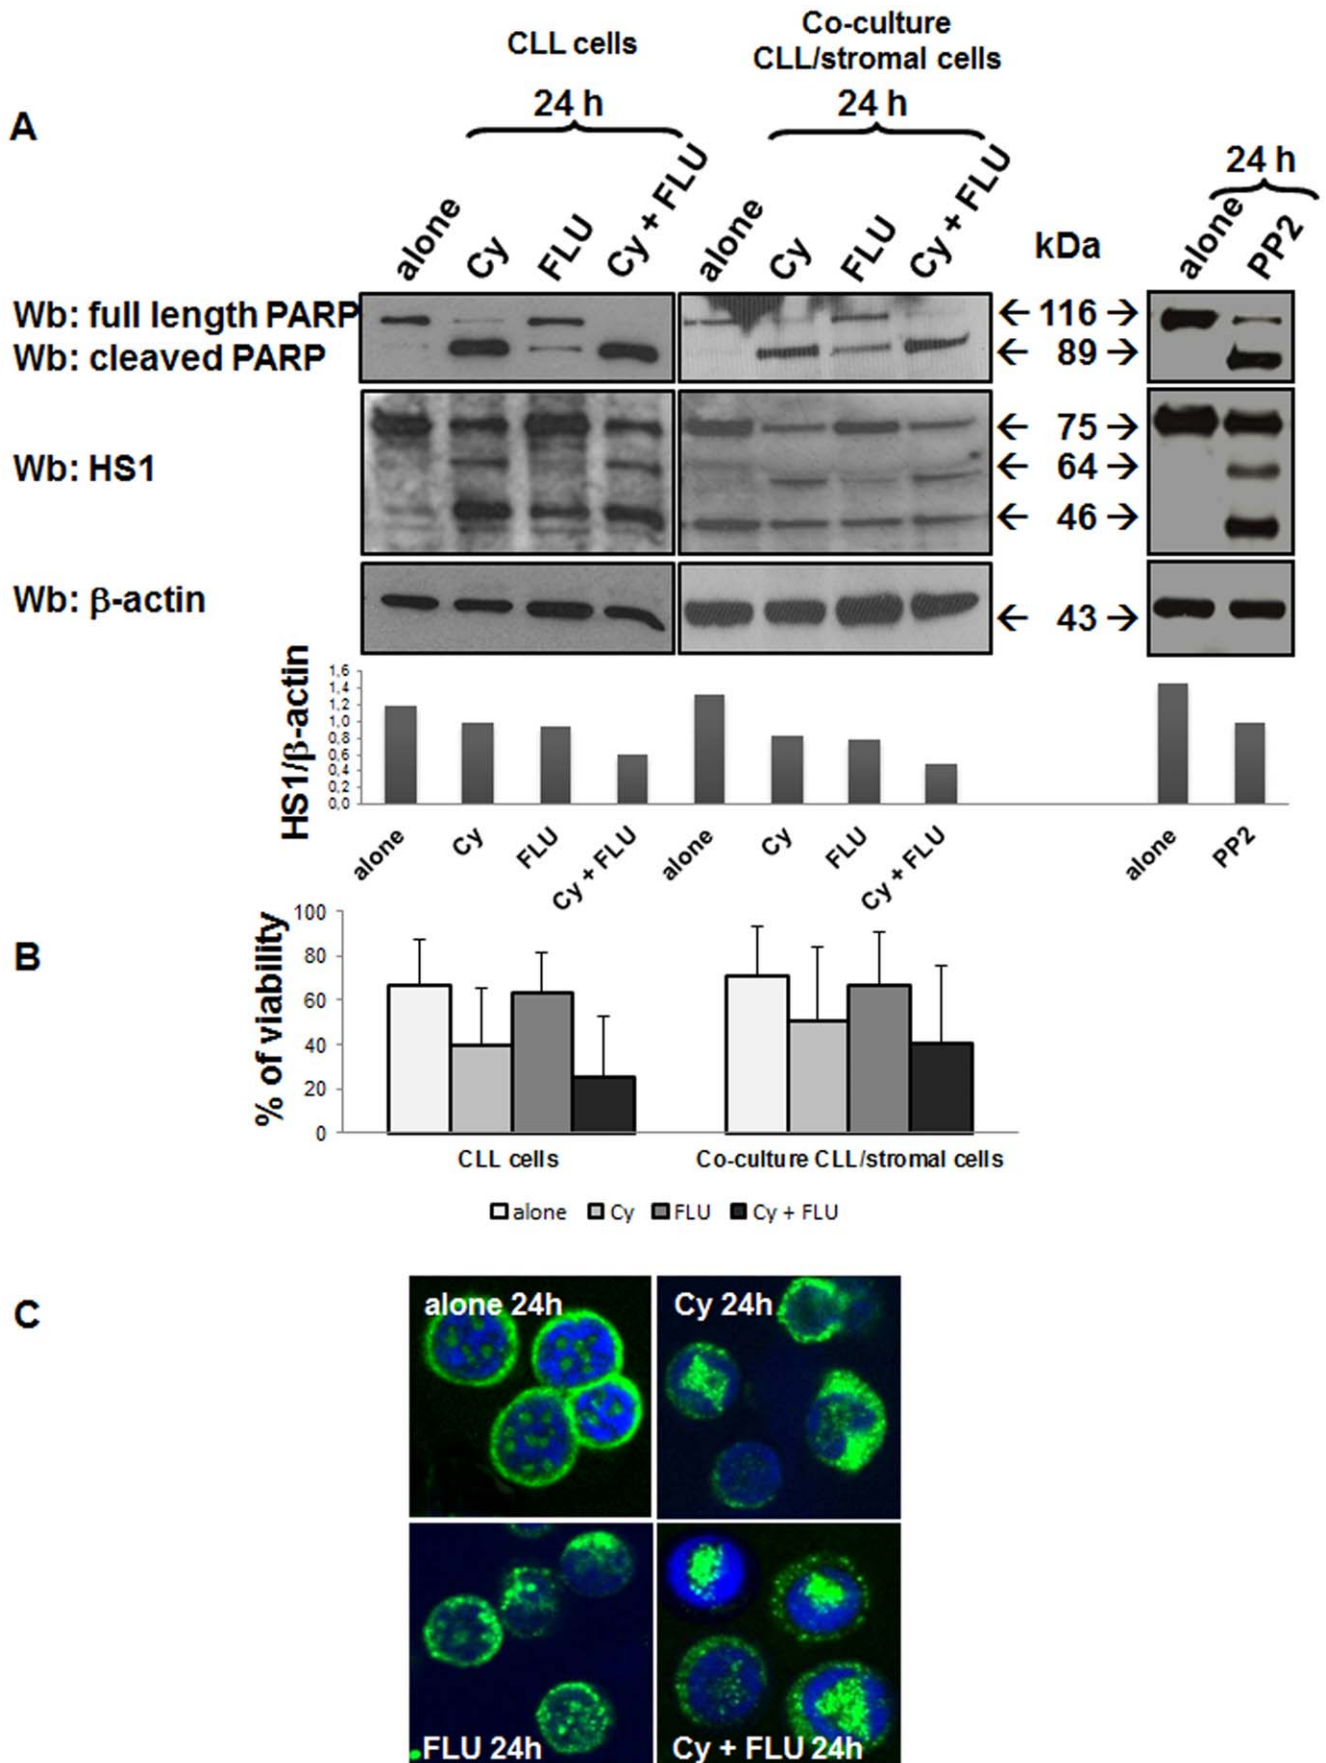 CLL cells
Co-culture
CLL/stromal cells
A
24 h
24 h
24 h
alone
Cy
FLU
Cy + FLU
alone
Cy
FLU
Cy + FLU
kDa
alone
PP2
Wb: full length PARP
← 116 →
Wb: cleaved PARP
← 89 →
← 75 →
Wb: HS1
← 64 →
← 46 →
Wb: β-actin
← 43 →
HS1/β-actin
1,6
1,4
1,2
1,0
0,8
0,6
0,4
0,2
0,0
alone
Cy
FLU
Cy + FLU
alone
Cy
FLU
Cy + FLU
alone
PP2
B
% of viability
100
80
60
40
20
0
CLL cells
Co-culture CLL/stromal cells
alone Cy FLU Cy + FLU
C
alone 24h
Cy 24h
FLU 24h
Cy + FLU 24h